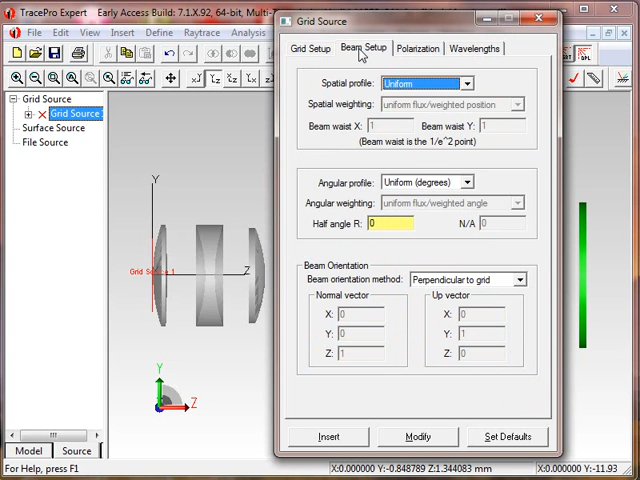 TracePro Expert Early Access Build: 7.1.X.92, 64-bit, Multi-
File Edit View Insert Define Raytrace Analysis
Grid Source
Grid Source
Surface Source
File Source
Model Source
For Help, press F1
Y
Z
Grid Source 1
Y
Z
Grid Source
Grid Setup Beam Setup Polarization Wavelengths
Spatial profile: Uniform
Spatial weighting: uniform flux/weighted position
Beam waist X: 1 Beam waist Y: 1
(Beam waist is the 1/e^2 point)
Angular profile: Uniform (degrees)
Angular weighting: uniform flux/weighted angle
Half angle R: 0 N/A 0
Beam Orientation
Beam orientation method: Perpendicular to grid
Normal vector Up vector
X: 0 X: 0
Y: 0 Y: 1
Z: 1 Z: 0
Insert Modify Set Defaults
X:0.000000 Y:-0.848789 Z:1.344083 mm X:0.000000 Y:-11.93